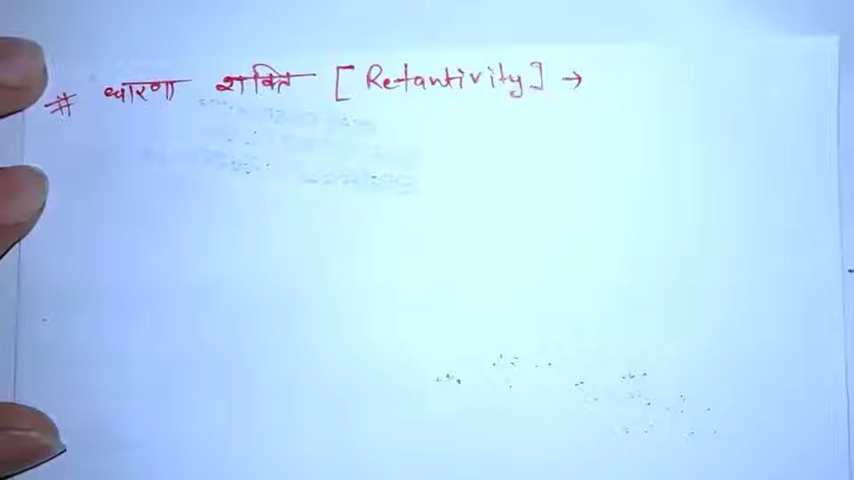 # धारणा शक्ति [Retantivity] →